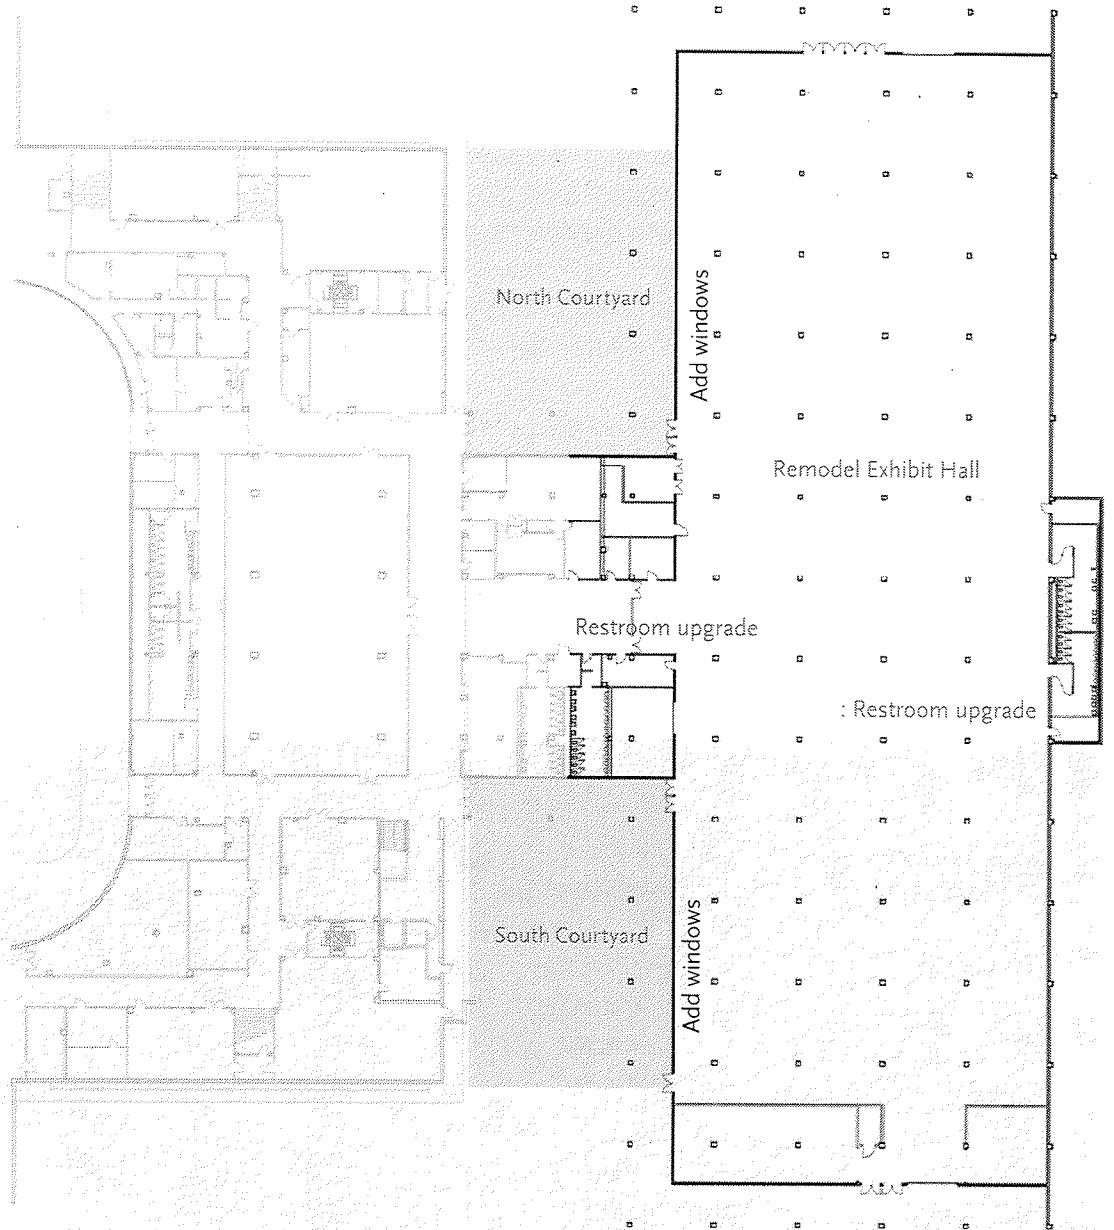 North Courtyard
Add windows
Remodel Exhibit Hall
Restroom upgrade
: Restroom upgrade
South Courtyard
Add windows